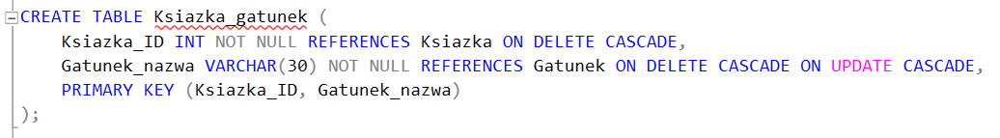 CREATE TABLE Ksiazka_gatunek (
    Ksiazka_ID INT NOT NULL REFERENCES Ksiazka ON DELETE CASCADE,
    Gatunek_nazwa VARCHAR(30) NOT NULL REFERENCES Gatunek ON DELETE CASCADE ON UPDATE CASCADE,
    PRIMARY KEY (Ksiazka_ID, Gatunek_nazwa)
);